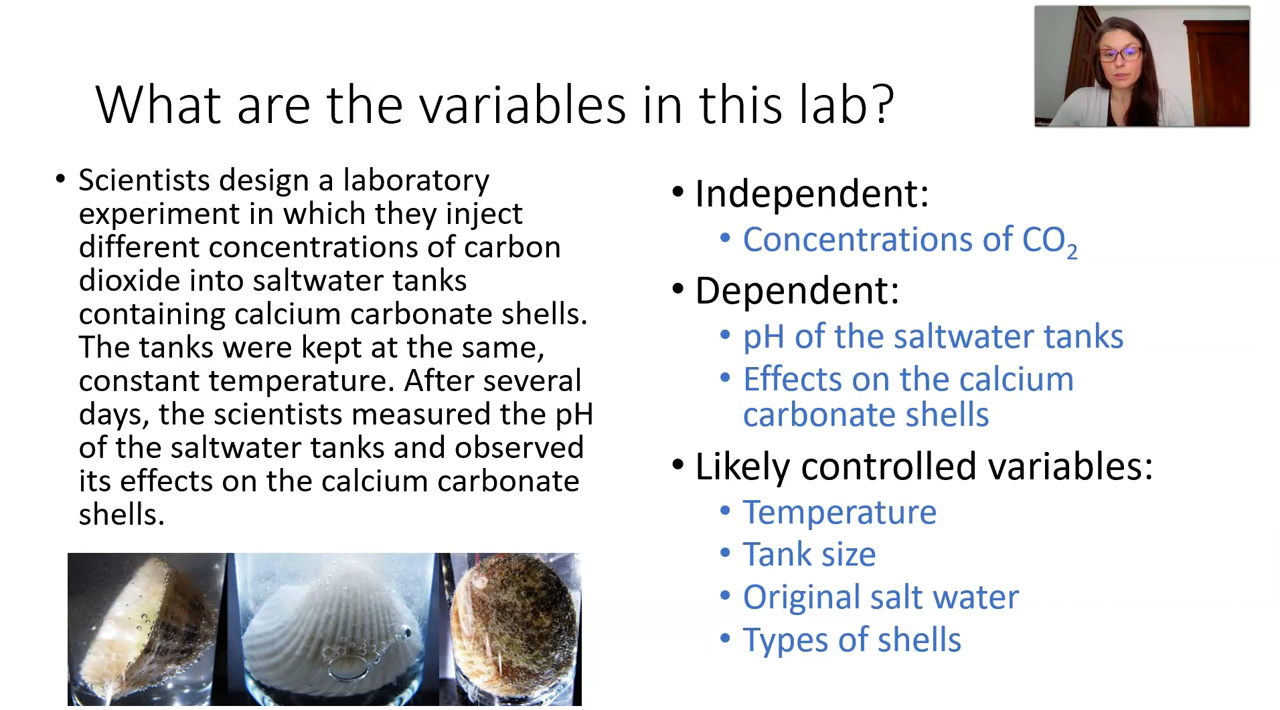 What are the variables in this lab?
• Scientists design a laboratory
experiment in which they inject
different concentrations of carbon
dioxide into saltwater tanks
containing calcium carbonate shells.
The tanks were kept at the same,
constant temperature. After several
days, the scientists measured the pH
of the saltwater tanks and observed
its effects on the calcium carbonate
shells.
• Independent:
• Concentrations of CO₂
• Dependent:
• pH of the saltwater tanks
• Effects on the calcium
carbonate shells
• Likely controlled variables:
• Temperature
• Tank size
• Original salt water
• Types of shells